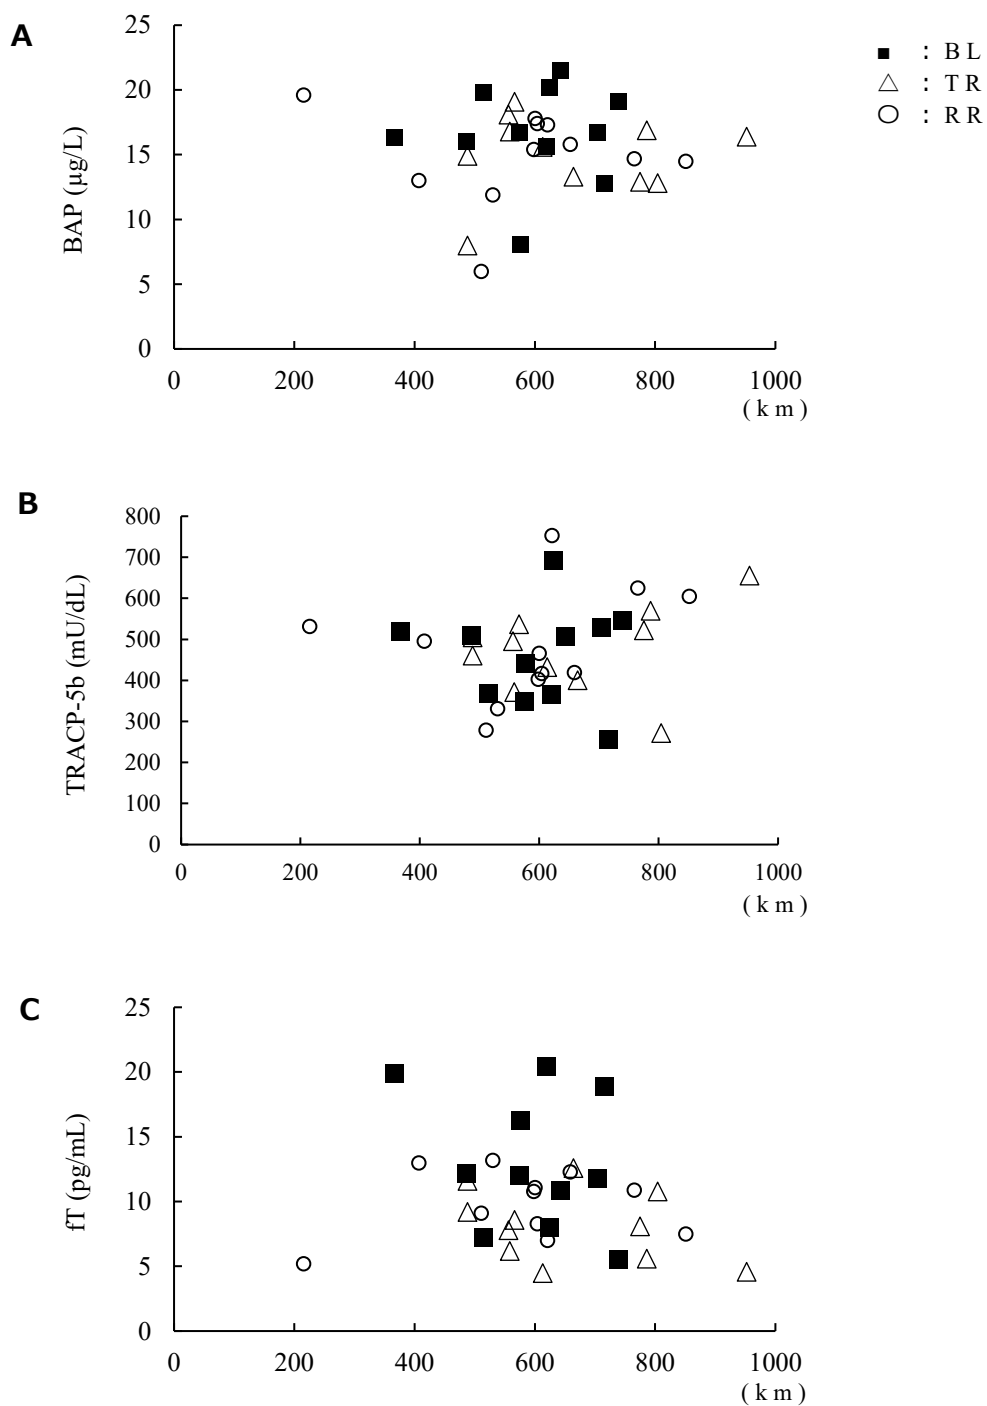 A
25
20
15
10
5
0
BAP (µg/L)
0 200 400 600 800 1000
( k m )
■ : B L
△ : T R
○ : R R
B
800
700
600
500
400
300
200
100
0
TRACP-5b (mU/dL)
0 200 400 600 800 1000
( k m )
C
25
20
15
10
5
0
fT (pg/mL)
0 200 400 600 800 1000
( k m )